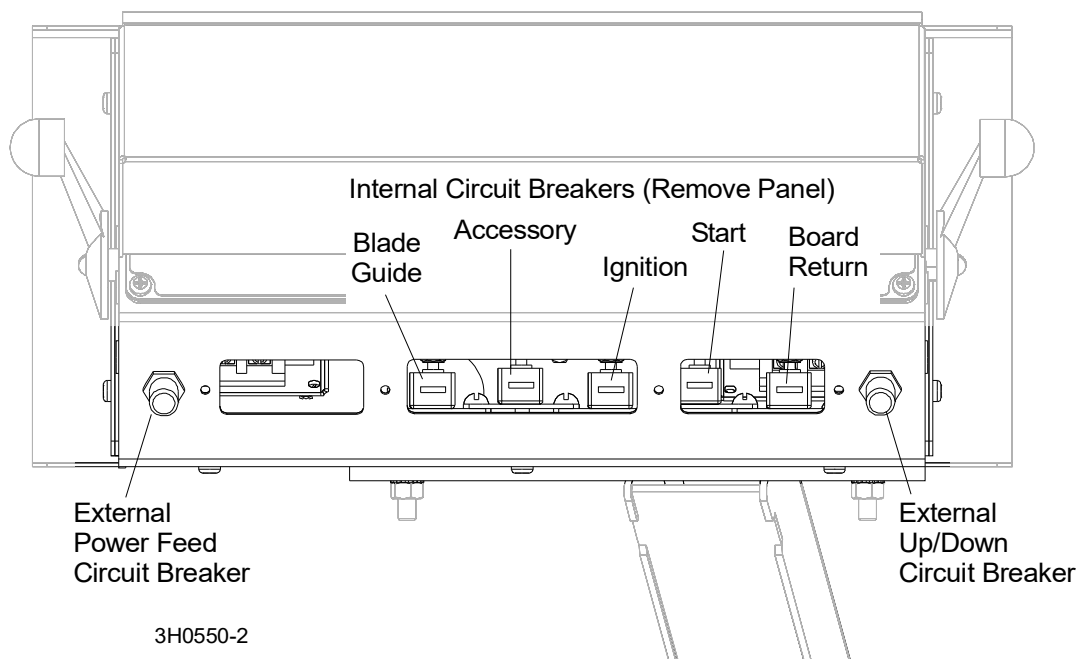 Internal Circuit Breakers (Remove Panel)
Blade
Guide
Accessory
Ignition
Start
Board
Return
External
Power Feed
Circuit Breaker
External
Up/Down
Circuit Breaker
3H0550-2